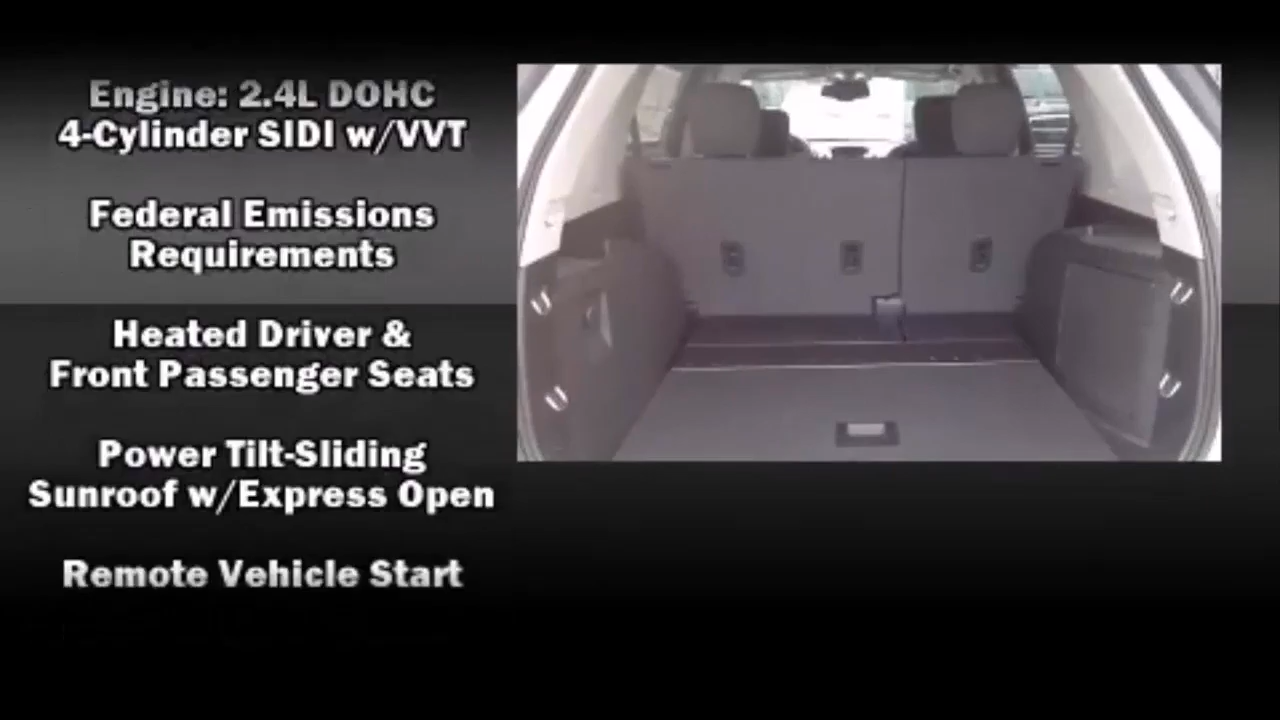 Engine: 2.4L DOHC
4-Cylinder SIDI w/VVT
Federal Emissions
Requirements
Heated Driver &
Front Passenger Seats
Power Tilt-Sliding
Sunroof w/Express Open
Remote Vehicle Start